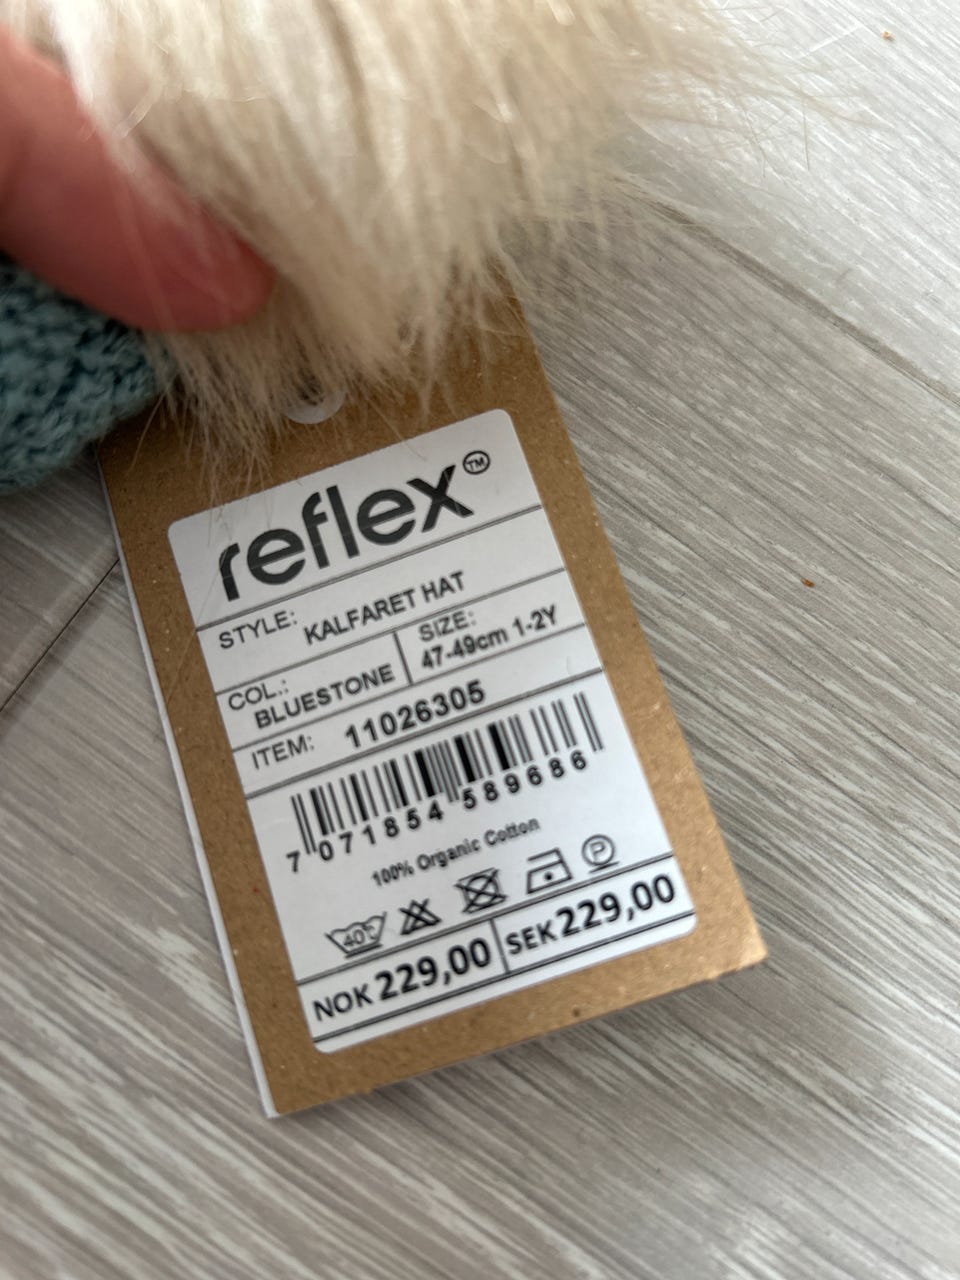 reflex™
STYLE: KALFARET HAT
COL.: BLUESTONE
SIZE: 47-49cm 1-2Y
ITEM: 11026305
7 071854 589686
100% Organic Cotton
40°C
P
NOK 229,00
SEK 229,00